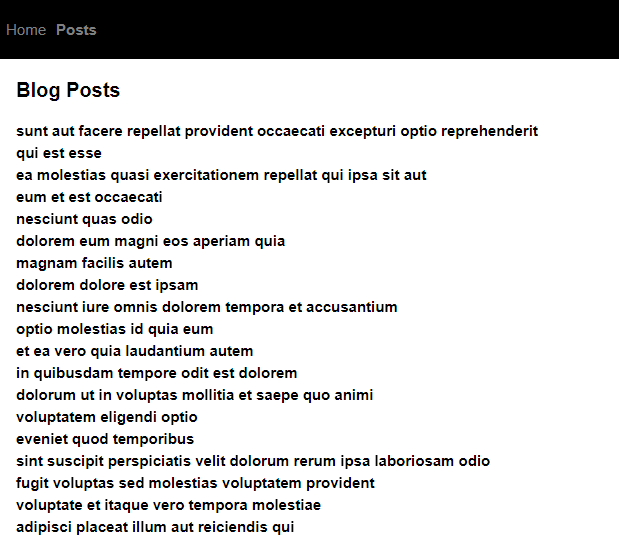 Home Posts
Blog Posts
sunt aut facere repellat provident occaecati excepturi optio reprehenderit
qui est esse
ea molestias quasi exercitationem repellat qui ipsa sit aut
eum et est occaecati
nesciunt quas odio
dolorem eum magni eos aperiam quia
magnam facilis autem
dolorem dolore est ipsam
nesciunt iure omnis dolorem tempora et accusantium
optio molestias id quia eum
et ea vero quia laudantium autem
in quibusdam tempore odit est dolorem
dolorum ut in voluptas mollitia et saepe quo animi
voluptatem eligendi optio
eveniet quod temporibus
sint suscipit perspiciatis velit dolorum rerum ipsa laboriosam odio
fugit voluptas sed molestias voluptatem provident
voluptate et itaque vero tempora molestiae
adipisci placeat illum aut reiciendis qui